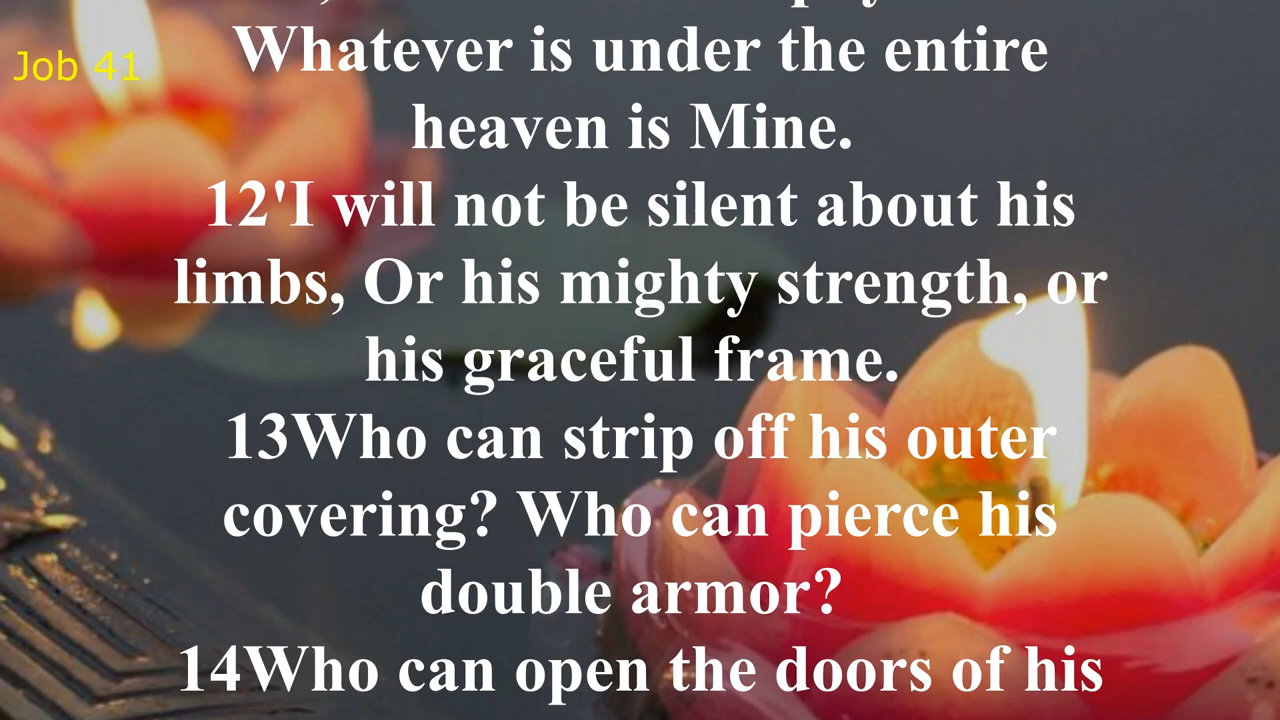 Job 41
Whatever is under the entire
heaven is Mine.
12'I will not be silent about his
limbs, Or his mighty strength, or
his graceful frame.
13Who can strip off his outer
covering? Who can pierce his
double armor?
14Who can open the doors of his